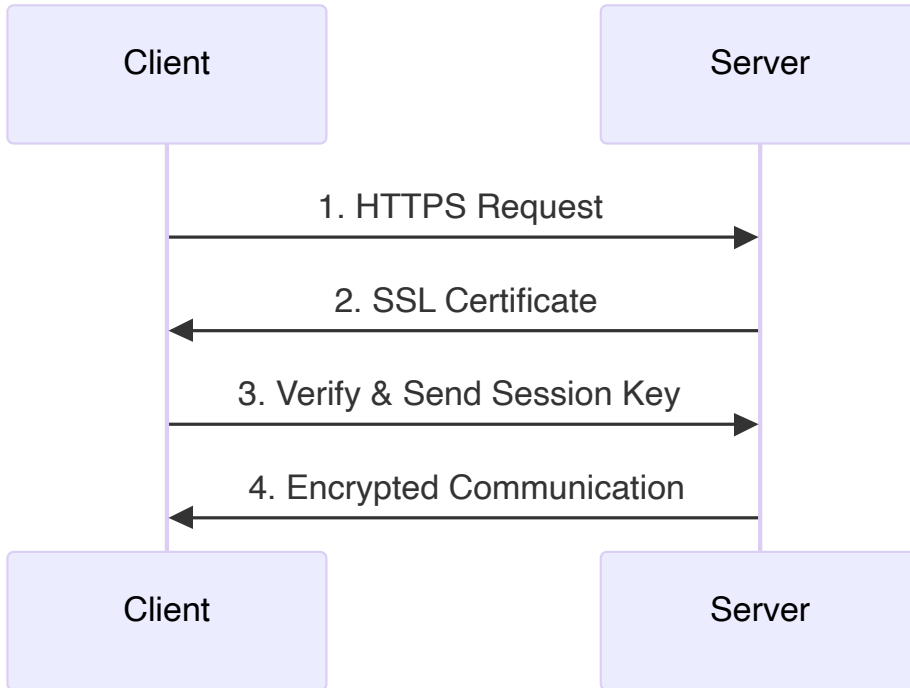 Client
Server
1. HTTPS Request
2. SSL Certificate
3. Verify & Send Session Key
4. Encrypted Communication
Client
Server